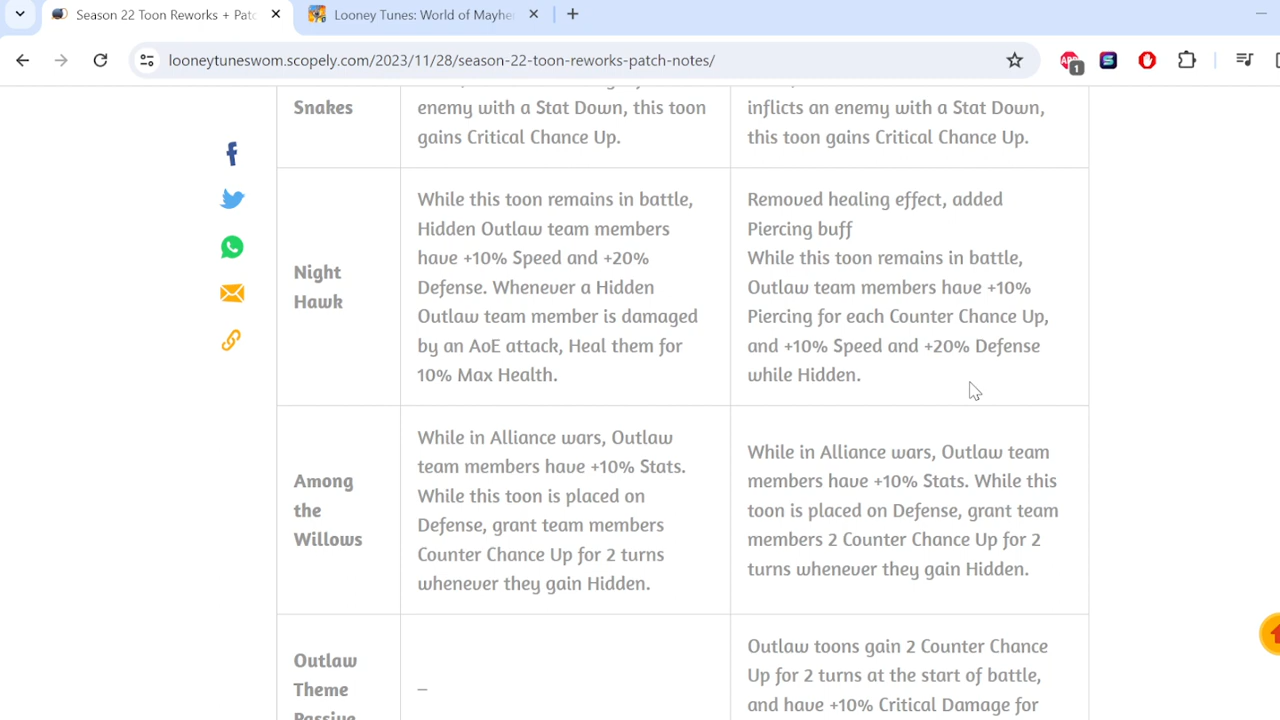 Season 22 Toon Reworks + Patc
Looney Tunes: World of Mayhe
looneytuneswom.scopely.com/2023/11/28/season-22-toon-reworks-patch-notes/
1
Snakes
enemy with a Stat Down, this toon
gains Critical Chance Up.
inflicts an enemy with a Stat Down,
this toon gains Critical Chance Up.
Night
Hawk
While this toon remains in battle,
Hidden Outlaw team members
have +10% Speed and +20%
Defense. Whenever a Hidden
Outlaw team member is damaged
by an AoE attack, Heal them for
10% Max Health.
Removed healing effect, added
Piercing buff
While this toon remains in battle,
Outlaw team members have +10%
Piercing for each Counter Chance Up,
and +10% Speed and +20% Defense
while Hidden.
Among
the
Willows
While in Alliance wars, Outlaw
team members have +10% Stats.
While this toon is placed on
Defense, grant team members
Counter Chance Up for 2 turns
whenever they gain Hidden.
While in Alliance wars, Outlaw team
members have +10% Stats. While this
toon is placed on Defense, grant team
members 2 Counter Chance Up for 2
turns whenever they gain Hidden.
Outlaw
Theme
Passive
–
Outlaw toons gain 2 Counter Chance
Up for 2 turns at the start of battle,
and have +10% Critical Damage for